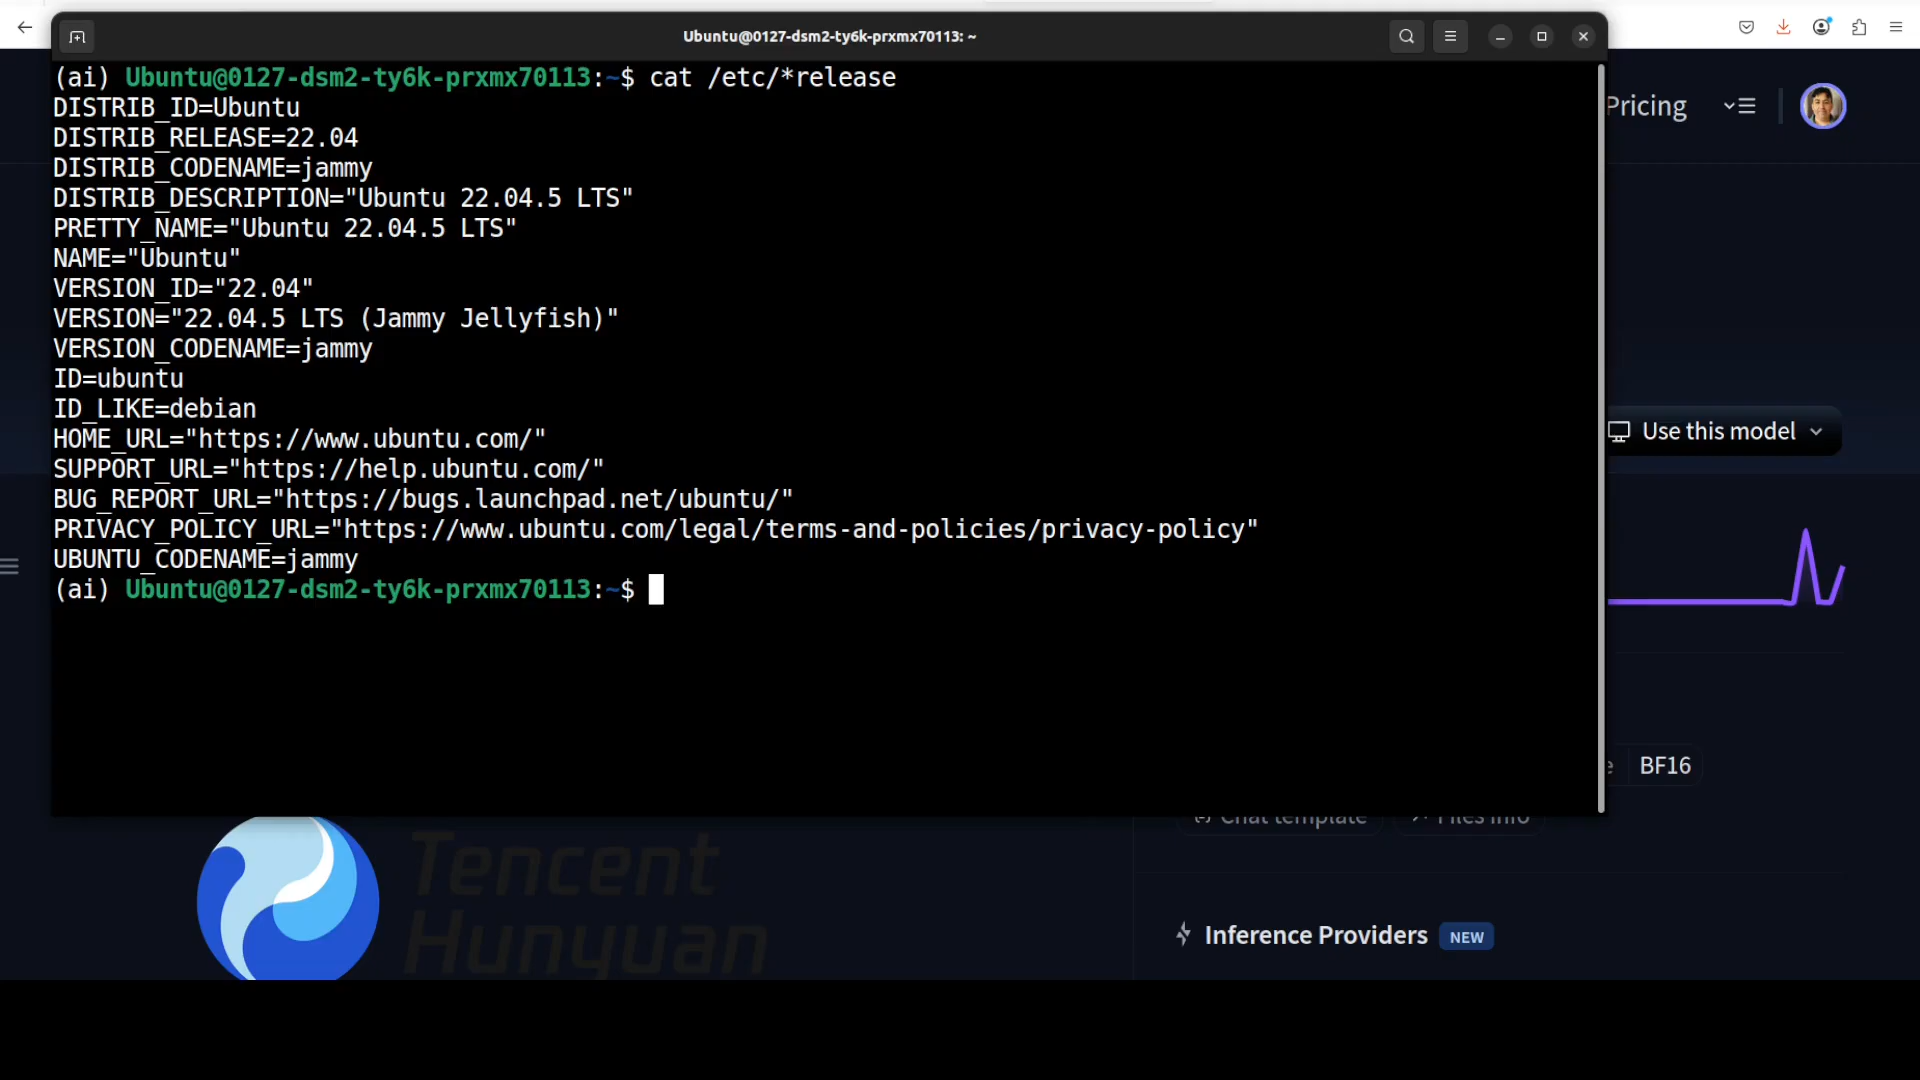 Ubuntu@0127-dsm2-ty6k-prxmx70113: ~
(ai) Ubuntu@0127-dsm2-ty6k-prxmx70113:~$ cat /etc/*release
DISTRIB_ID=Ubuntu
DISTRIB_RELEASE=22.04
DISTRIB_CODENAME=jammy
DISTRIB_DESCRIPTION="Ubuntu 22.04.5 LTS"
PRETTY_NAME="Ubuntu 22.04.5 LTS"
NAME="Ubuntu"
VERSION_ID="22.04"
VERSION="22.04.5 LTS (Jammy Jellyfish)"
VERSION_CODENAME=jammy
ID=ubuntu
ID_LIKE=debian
HOME_URL="https://www.ubuntu.com/"
SUPPORT_URL="https://help.ubuntu.com/"
BUG_REPORT_URL="https://bugs.launchpad.net/ubuntu/"
PRIVACY_POLICY_URL="https://www.ubuntu.com/legal/terms-and-policies/privacy-policy"
UBUNTU_CODENAME=jammy
(ai) Ubuntu@0127-dsm2-ty6k-prxmx70113:~$
Pricing
Use this model
BF16
Chat template Files info
Tencent
Hunyuan
Inference Providers NEW